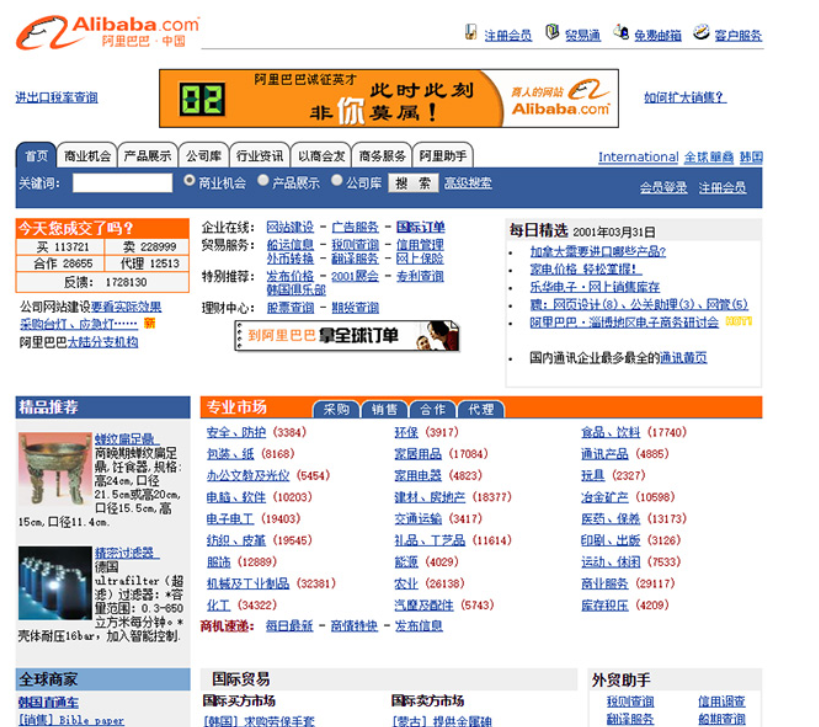 Alibaba.com
阿里巴巴·中国
注册会员 贸易通 免费邮箱 客户服务
进出口税率查询
02
阿里巴巴诚征英才
此时此刻
非你莫属!
商人的网站
Alibaba.com
如何扩大销售?
首页 商业机会 产品展示 公司库 行业资讯 以商会友 商务服务 阿里助手
International 全球華商 韩国
关键词: 商业机会 产品展示 公司库 搜 索 高级搜索
会员登录 注册会员
今天您成交了吗?
买 113721 卖 228999
合作 28655 代理 12513
反馈: 1728130
公司网站建设更看实际效果
采购台灯、应急灯…… 新
阿里巴巴大陆分支机构
企业在线: 网站建设 - 广告服务 - 国际订单
贸易服务: 船运信息 - 税则查询 - 信用管理
外币转换 - 翻译服务 - 网上保险
特别推荐: 发布价格 - 2001展会 - 专利查询
韩国俱乐部
理财中心: 股票查询 - 期货查询
到阿里巴巴 拿全球订单
每日精选 2001年03月31日
· 加拿大需要进口哪些产品?
· 家电价格 轻松掌握!
· 乐华电子·网上销售库存
· 聘: 网页设计(8)、公关助理(3)、网管(5)
· 阿里巴巴·淄博地区电子商务研讨会
· 国内通讯企业最多最全的通讯黄页
精品推荐
蝉纹扁足鼎
商晚期蝉纹扁足
鼎,饪食器,规格:
高24cm,口径
21.5cm或高20cm,
口径15.5cm,高
15cm,口径11.4cm.
精密过滤器
德国
ultrafilter (超
滤) 过滤器: *容
量范围: 0.3-650
立方米每分钟。*
壳体耐压16bar, 加入智能控制.
专业市场 采购 销售 合作 代理
安全、防护 (3384) 环保 (3917) 食品、饮料 (17740)
包装、纸 (8168) 家居用品 (17084) 通讯产品 (4885)
办公文教及光仪 (5454) 家用电器 (4823) 玩具 (2327)
电脑、软件 (10203) 建材、房地产 (18377) 冶金矿产 (10598)
电子电工 (19403) 交通运输 (3417) 医药、保养 (13173)
纺织、皮革 (19545) 礼品、工艺品 (11614) 印刷、出版 (3126)
服饰 (12889) 能源 (4029) 运动、休闲 (7533)
机械及工业制品 (32381) 农业 (26138) 商业服务 (29117)
化工 (34322) 汽摩及配件 (5743) 库存积压 (4209)
商机速递: 每日最新 - 商情特快 - 发布信息
全球商家
韩国直通车
[销售] Bible paper
国际贸易
国际买方市场 国际卖方市场
[韩国] 求购劳保手套 [蒙古] 提供金属碲
外贸助手
税则查询 信用调查
翻译服务 船期查询